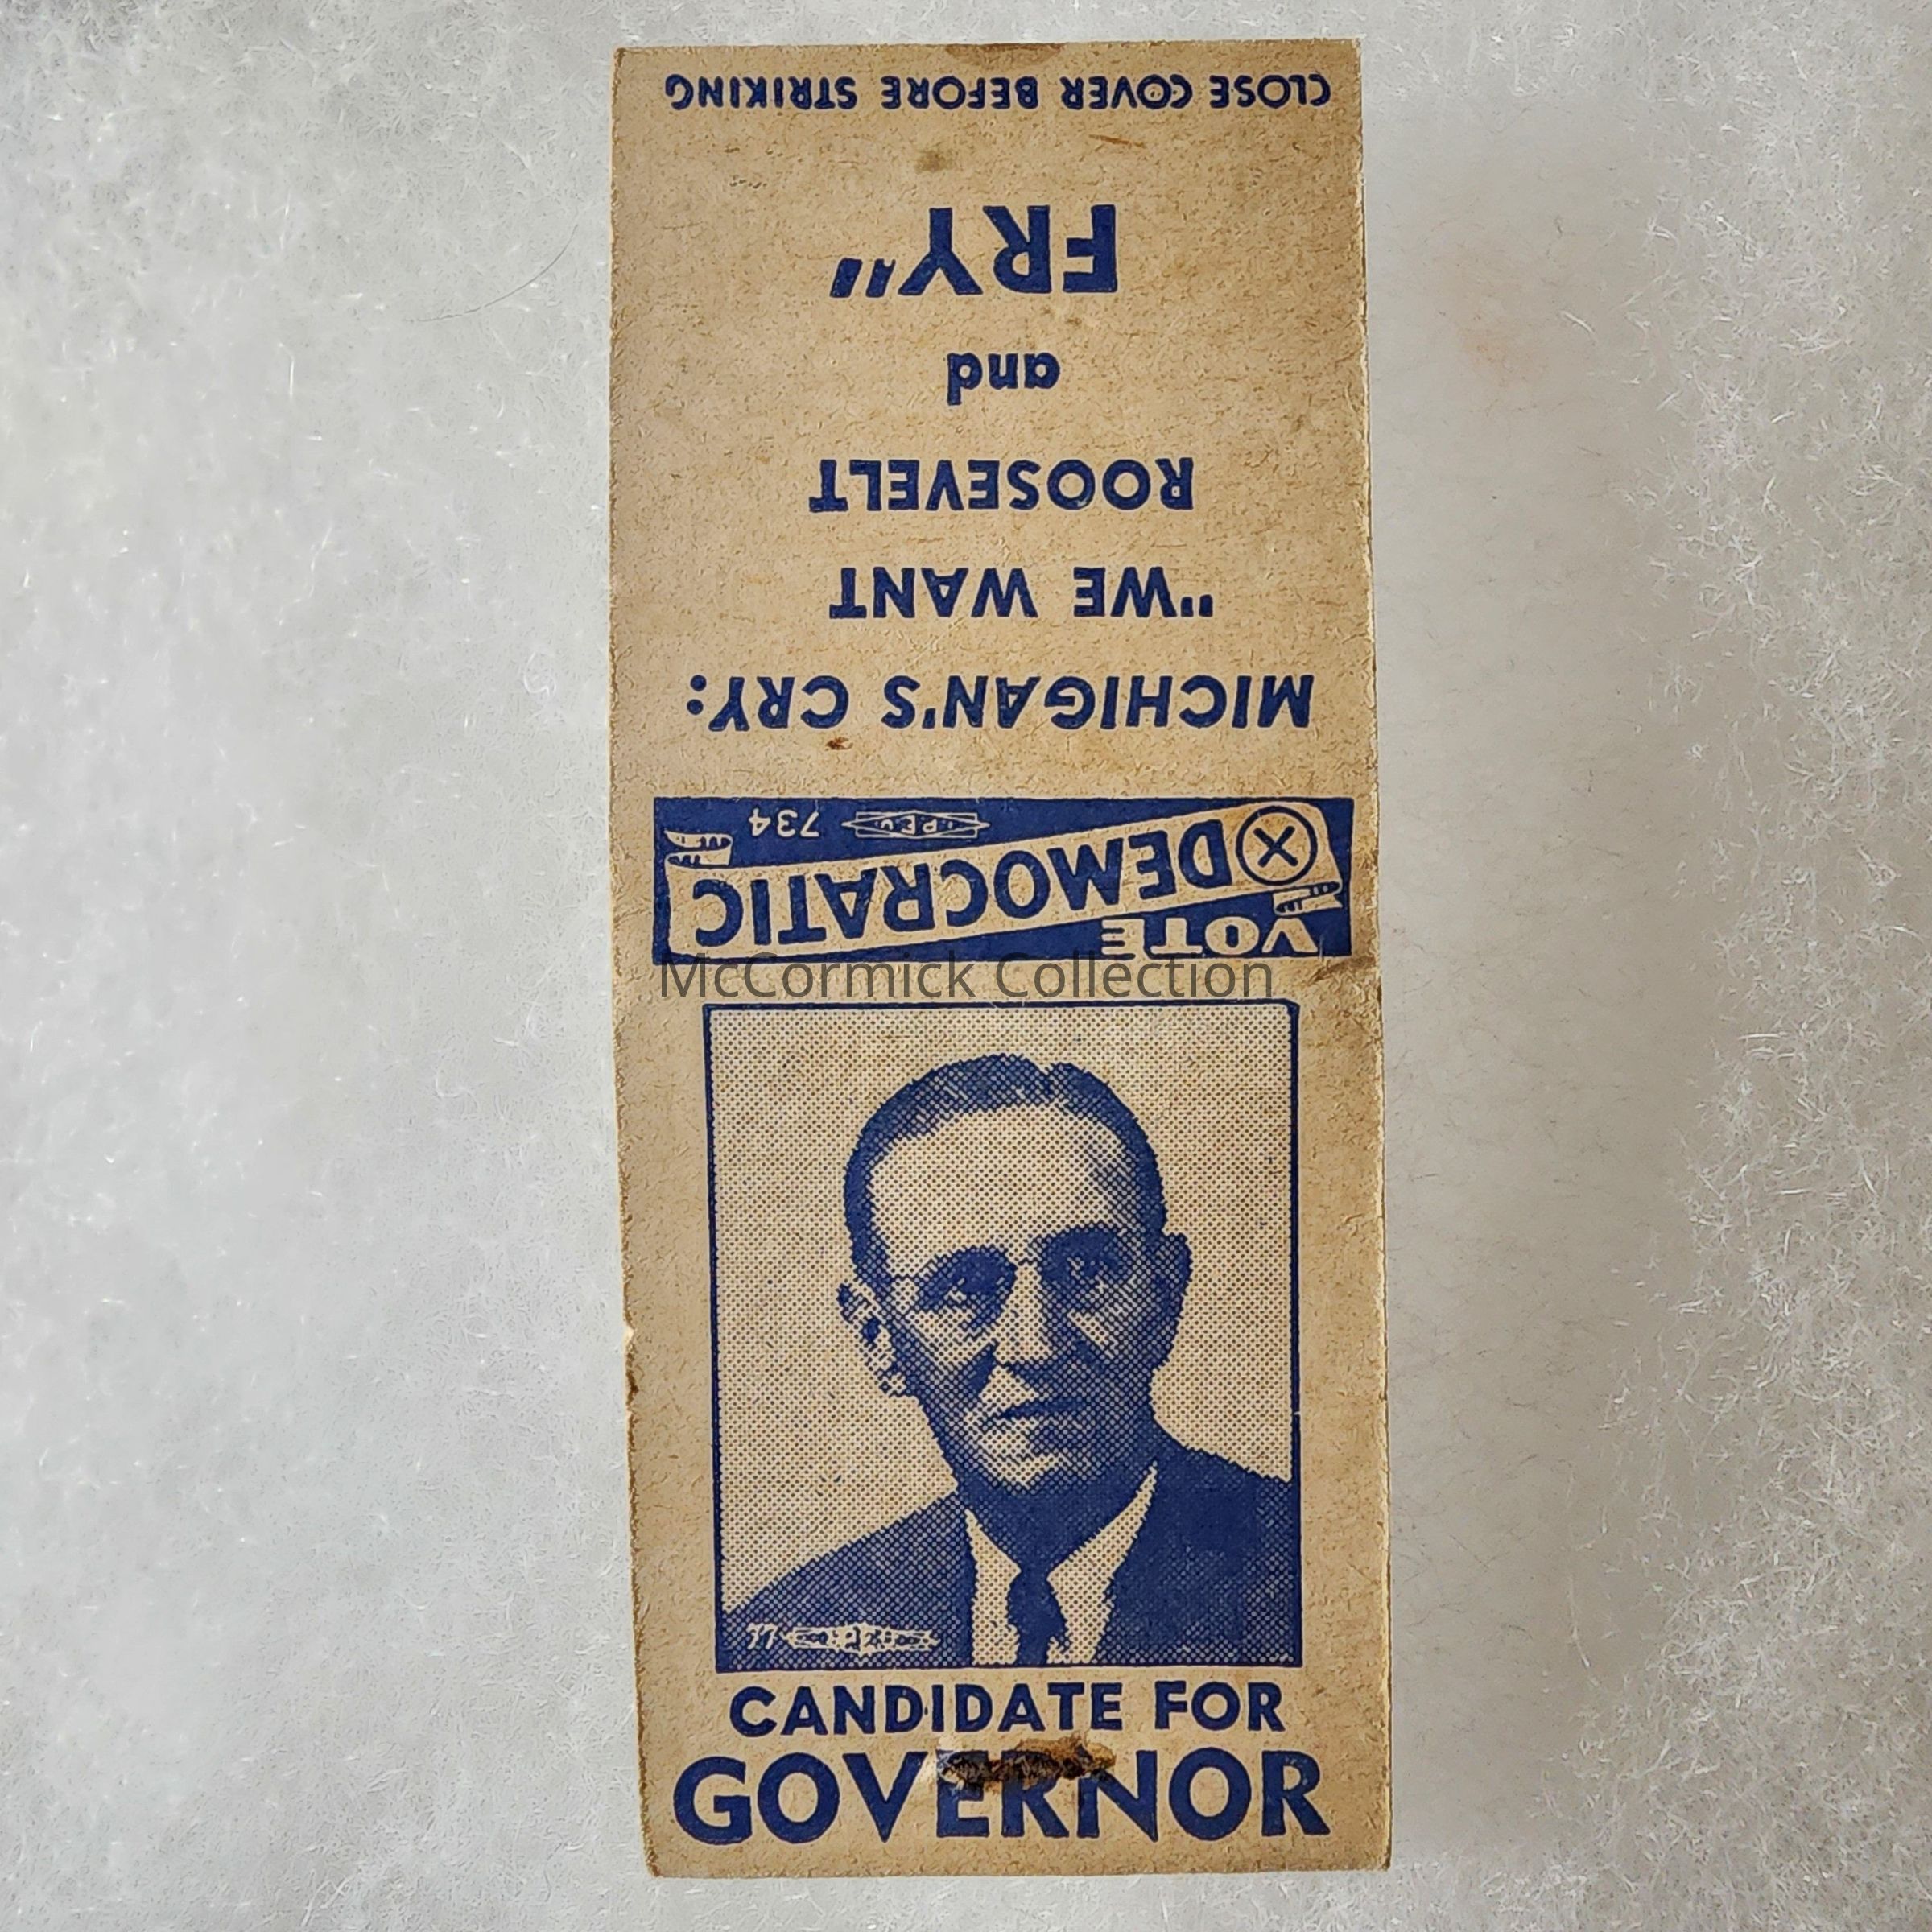 CLOSE COVER BEFORE STRIKING
MICHIGAN'S CRY:
"WE WANT
ROOSEVELT
and
FRY"
VOTE
DEMOCRATIC
734
McCormick Collection
CANDIDATE FOR
GOVERNOR